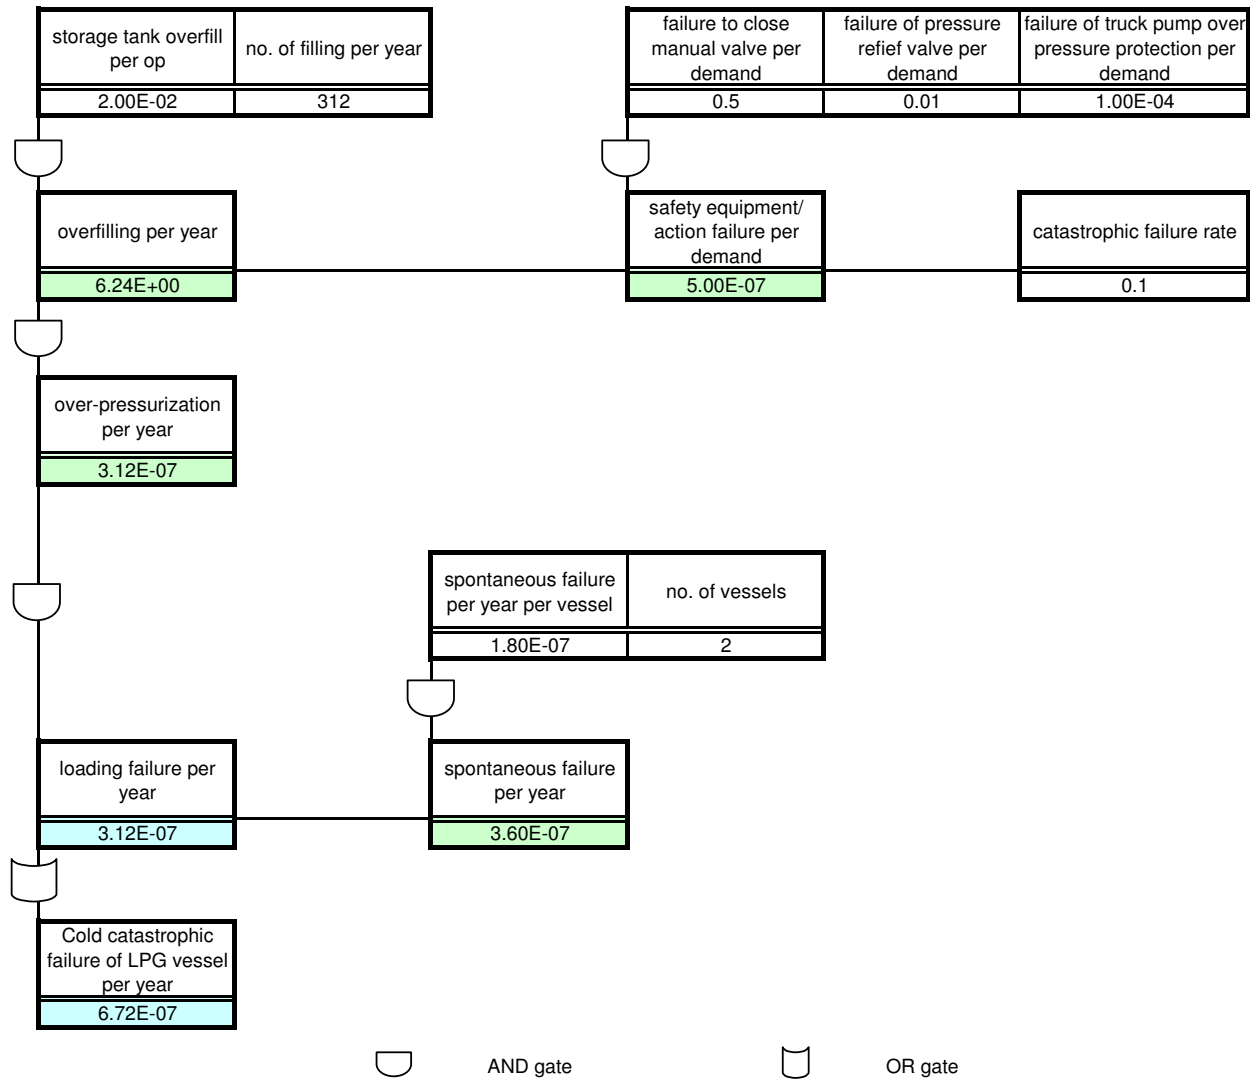 storage tank overfill
per op
no. of filling per year
2.00E-02
312
failure to close
manual valve per
demand
failure of pressure
refief valve per
demand
failure of truck pump over
pressure protection per
demand
0.5
0.01
1.00E-04
overfilling per year
6.24E+00
safety equipment/
action failure per
demand
5.00E-07
catastrophic failure rate
0.1
over-pressurization
per year
3.12E-07
spontaneous failure
per year per vessel
no. of vessels
1.80E-07
2
loading failure per
year
3.12E-07
spontaneous failure
per year
3.60E-07
Cold catastrophic
failure of LPG vessel
per year
6.72E-07
AND gate
OR gate